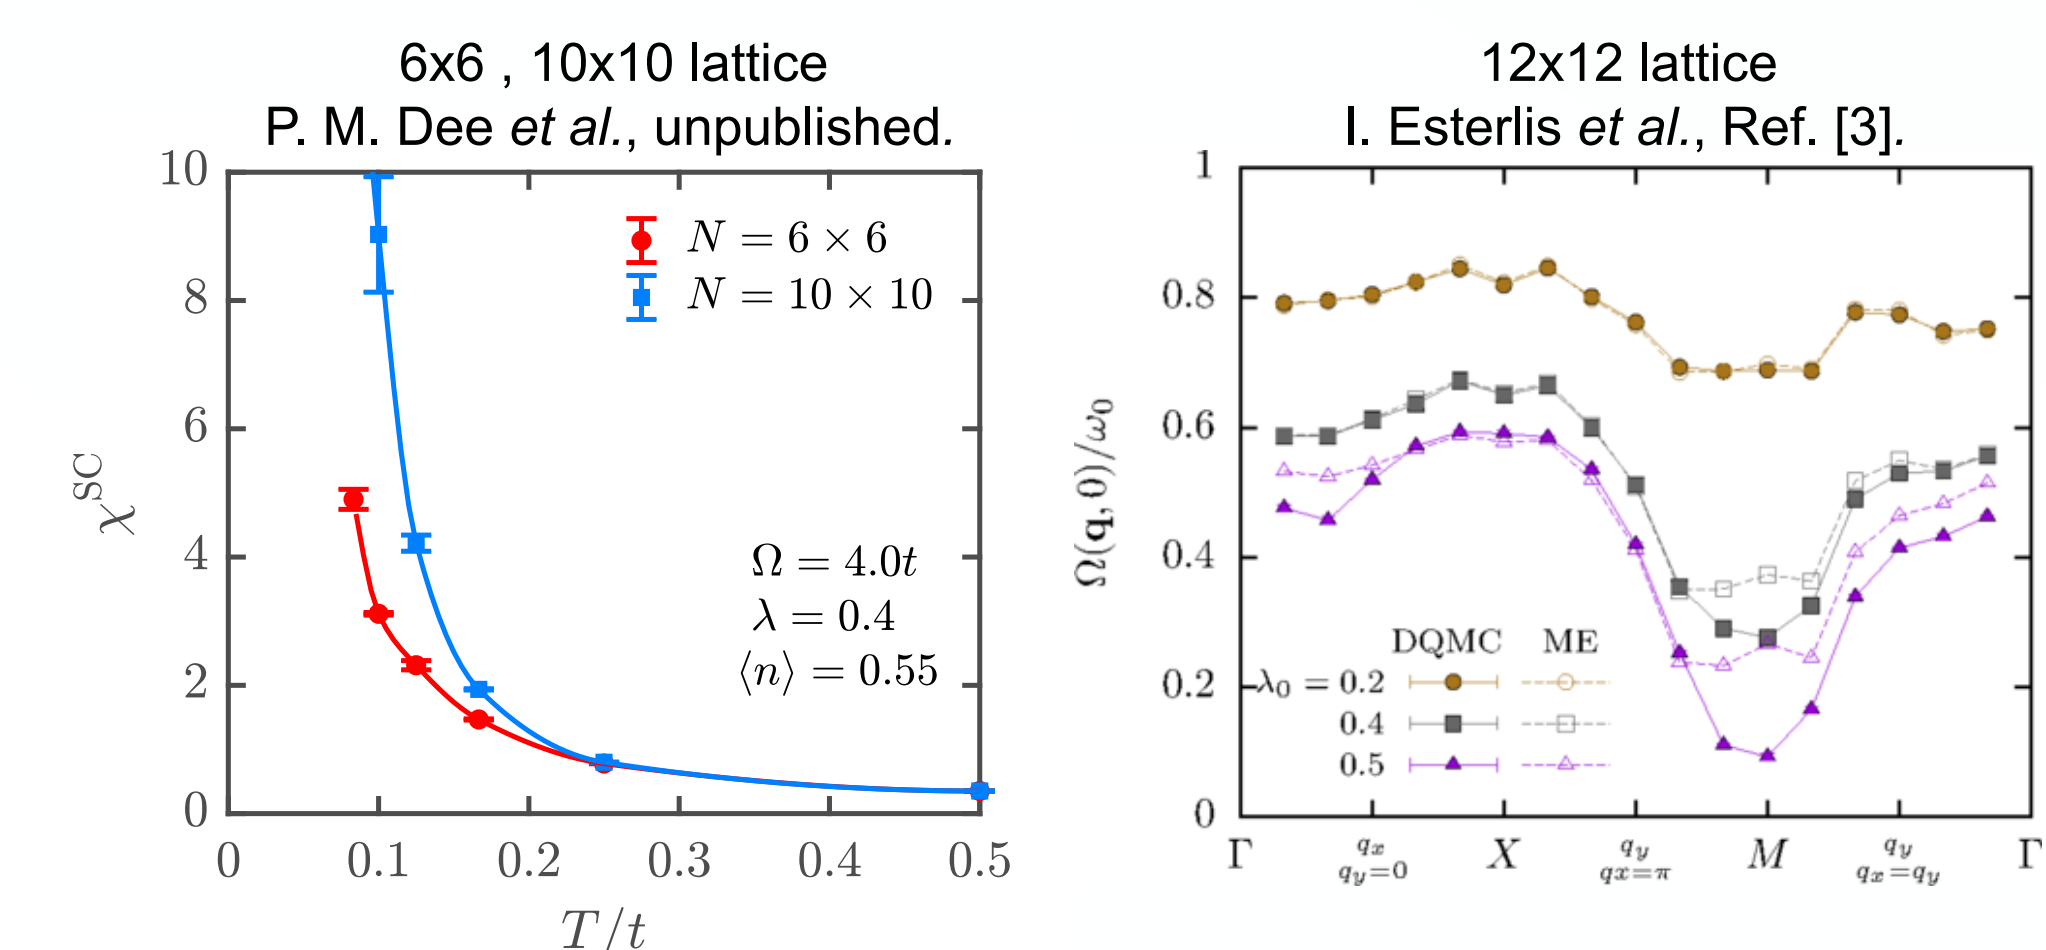 6x6 , 10x10 lattice
P. M. Dee et al., unpublished.
10
8
6
4
2
0
χ^SC
N = 6 × 6
N = 10 × 10
Ω = 4.0t
λ = 0.4
⟨n⟩ = 0.55
0 0.1 0.2 0.3 0.4 0.5
T/t
12x12 lattice
I. Esterlis et al., Ref. [3].
1
0.8
0.6
0.4
0.2
0
Ω(q, 0)/ω₀
DQMC ME
λ₀ = 0.2
0.4
0.5
Γ q_x X q_y M q_y Γ
q_y=0 qx=π q_x=q_y